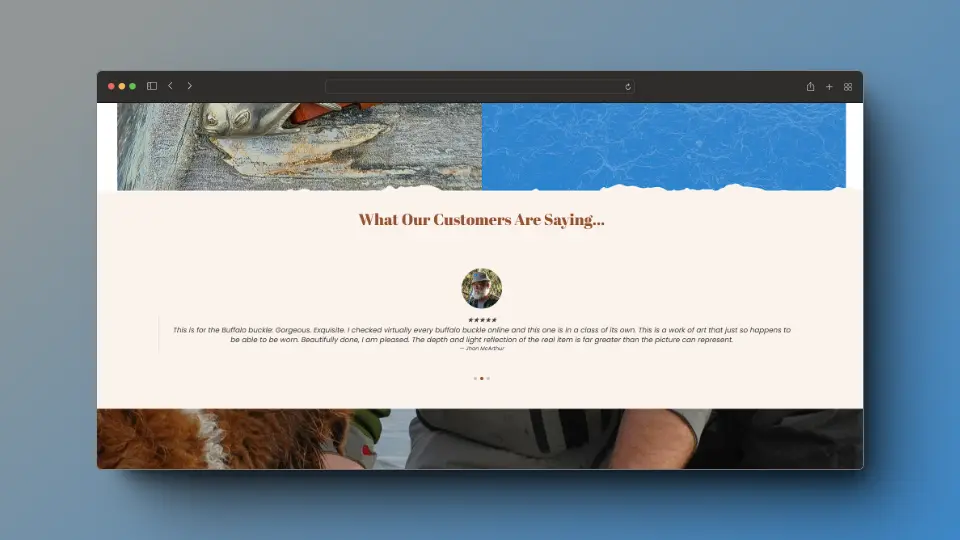 What Our Customers Are Saying...
★★★★★
This is for the Buffalo buckle: Gorgeous. Exquisite. I checked virtually every buffalo buckle online and this one is in a class of its own. This is a work of art that just so happens to
be able to be worn. Beautifully done, I am pleased. The depth and light reflection of the real item is far greater than the picture can represent.
— Jhon McArthur